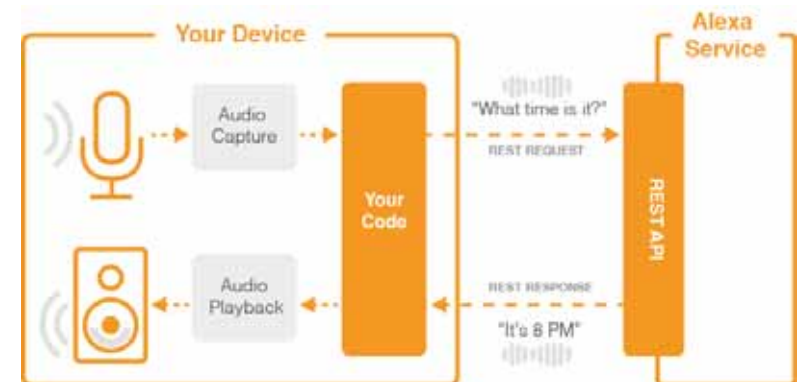 Your Device
Alexa
Service
Audio
Capture
"What time is it?"
REST REQUEST
Your
Code
REST API
Audio
Playback
REST RESPONSE
"It's 8 PM"